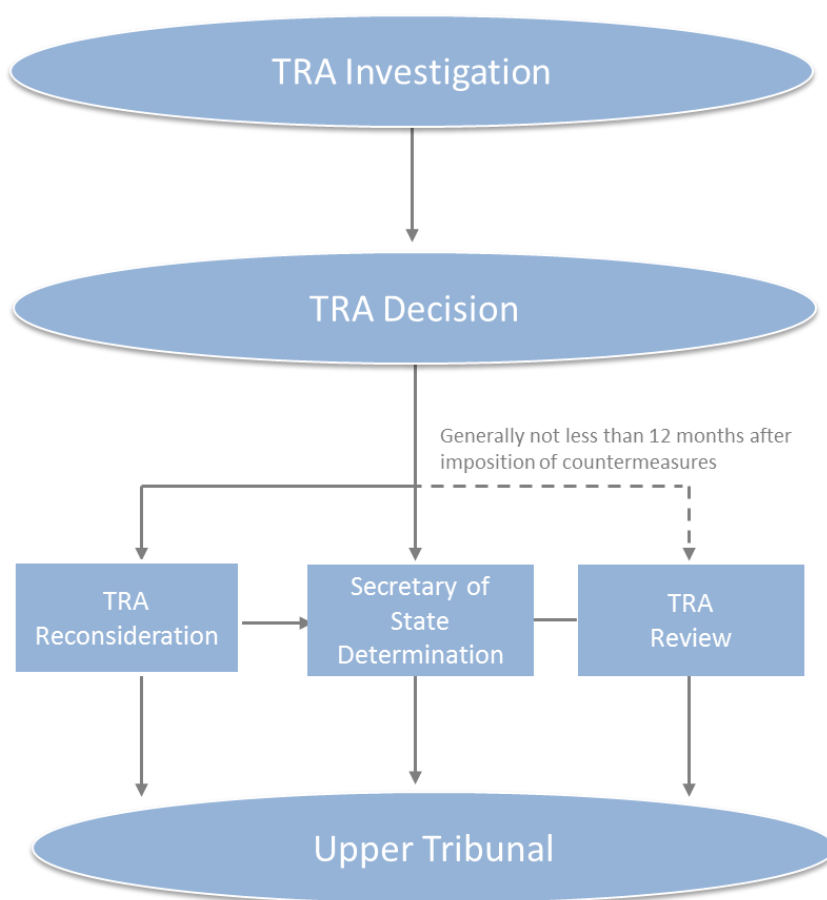 TRA Investigation
TRA Decision
Generally not less than 12 months after
imposition of countermeasures
TRA
Reconsideration
Secretary of
State
Determination
TRA
Review
Upper Tribunal